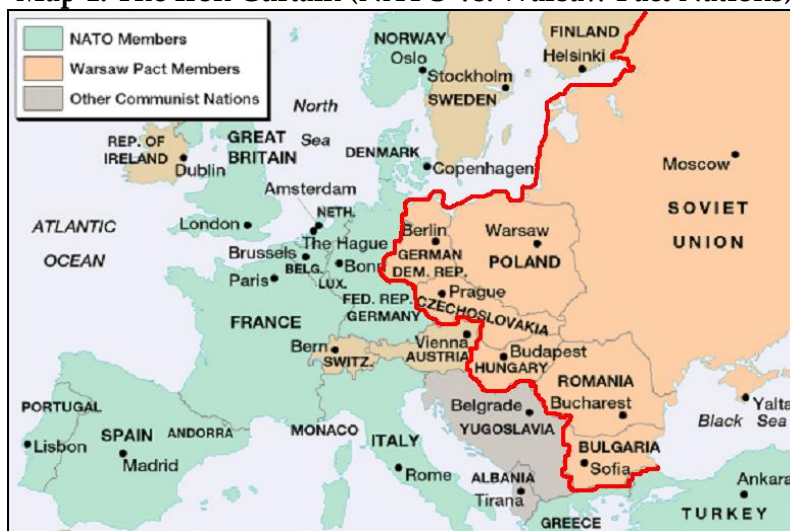 Map 1: The Iron Curtain (NATO vs. Warsaw Pact Nations)
NATO Members
Warsaw Pact Members
Other Communist Nations
NORWAY
Oslo
FINLAND
Helsinki
Stockholm
SWEDEN
North
Sea
REP. OF
IRELAND
Dublin
GREAT
BRITAIN
DENMARK
Copenhagen
Moscow
SOVIET
UNION
Amsterdam
NETH.
London
The Hague
Brussels
BELG.
Bonn
LUX.
Paris
ATLANTIC
OCEAN
Berlin
GERMAN
DEM. REP.
Warsaw
POLAND
Prague
CZECHOSLOVAKIA
FED. REP.
GERMANY
FRANCE
Bern
SWITZ.
Vienna
AUSTRIA
Budapest
HUNGARY
ROMANIA
Bucharest
Yalta
Black Sea
Belgrade
YUGOSLAVIA
BULGARIA
Sofia
PORTUGAL
Lisbon
SPAIN
Madrid
ANDORRA
MONACO
ITALY
Rome
ALBANIA
Tirana
GREECE
Ankara
TURKEY